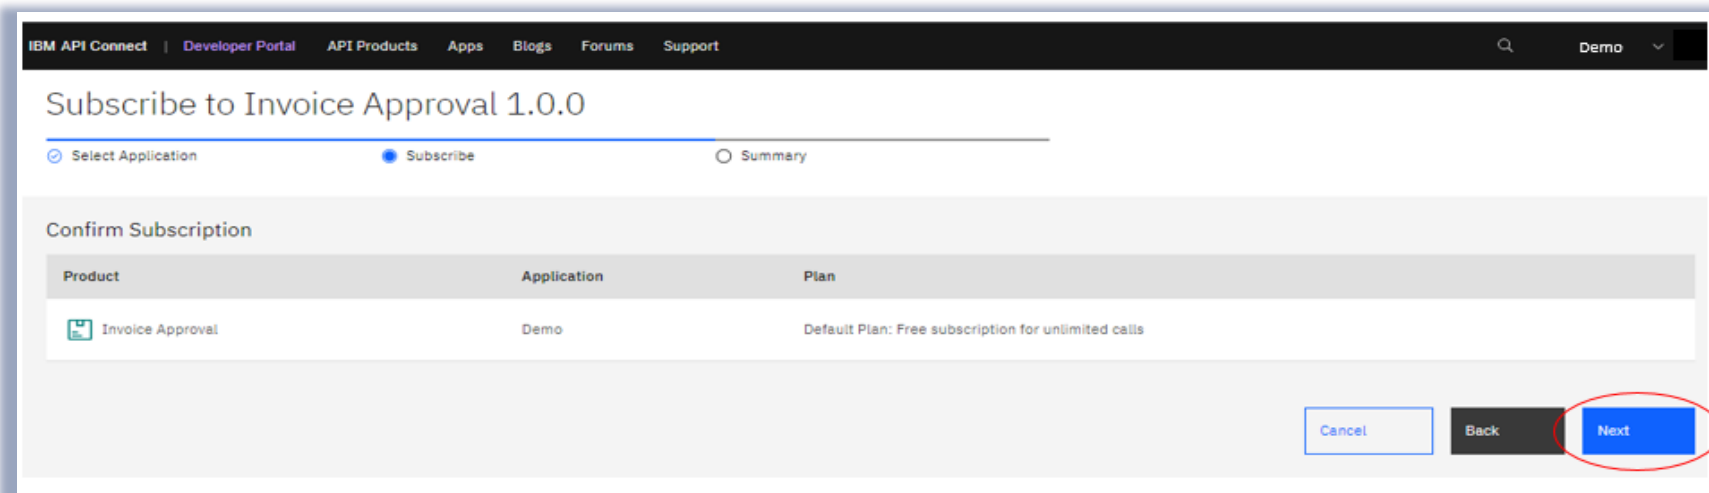 IBM API Connect | Developer Portal API Products Apps Blogs Forums Support Demo
Subscribe to Invoice Approval 1.0.0
Select Application Subscribe Summary
Confirm Subscription
Product Application Plan
Invoice Approval Demo Default Plan: Free subscription for unlimited calls
Cancel Back Next